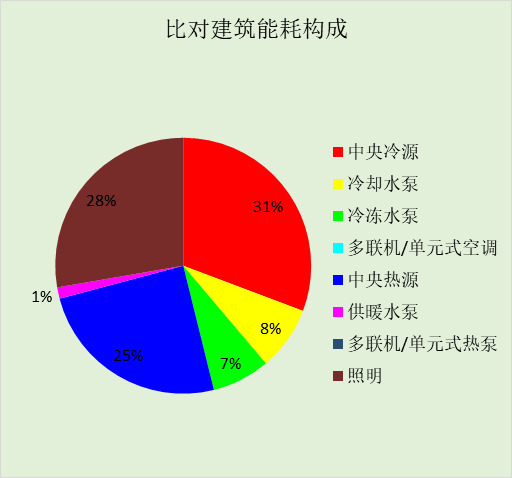 比对建筑能耗构成
28%
31%
1%
25%
7%
8%
中央冷源
冷却水泵
冷冻水泵
多联机/单元式空调
中央热源
供暖水泵
多联机/单元式热泵
照明